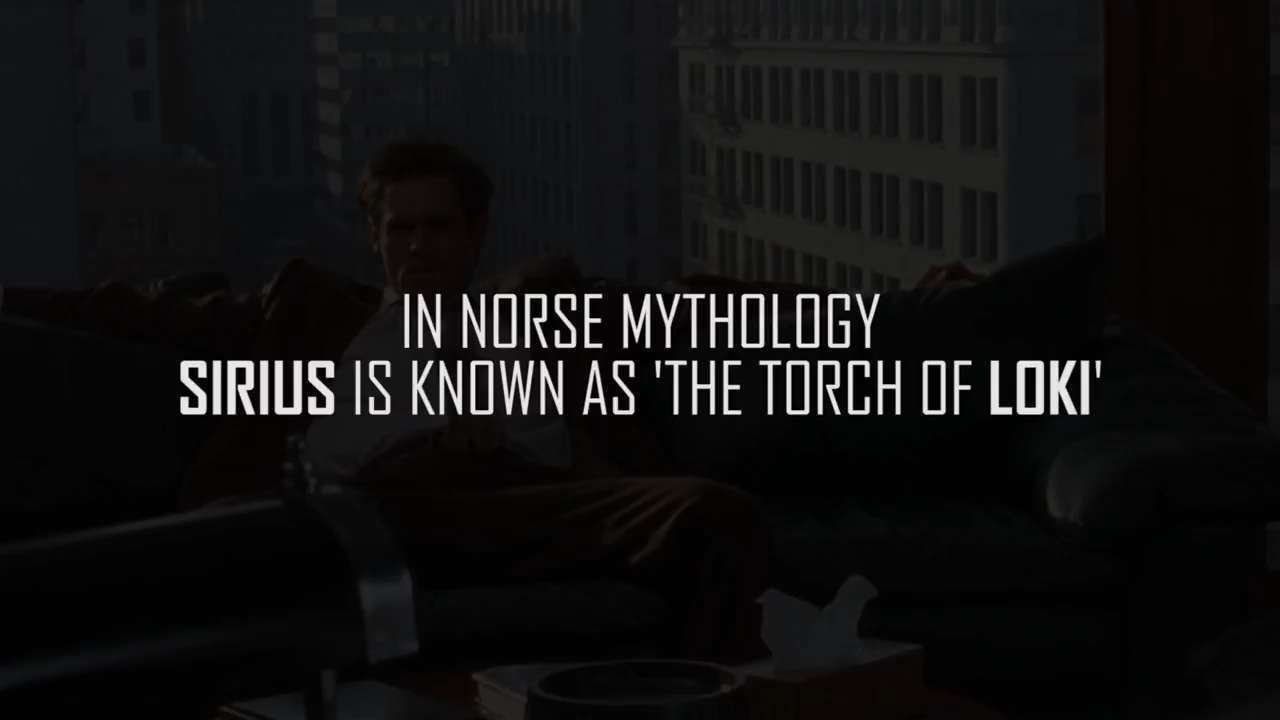 IN NORSE MYTHOLOGY
SIRIUS IS KNOWN AS 'THE TORCH OF LOKI'